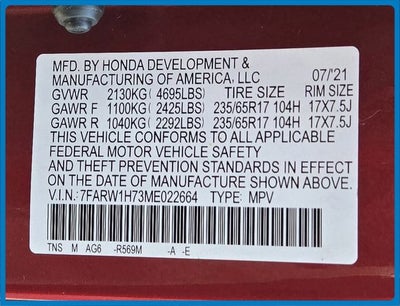 MFD. BY HONDA DEVELOPMENT &
MANUFACTURING OF AMERICA, LLC 07/'21
GVWR 2130KG (4695LBS) TIRE SIZE RIM SIZE
GAWR F 1100KG (2425LBS) 235/65R17 104H 17X7.5J
GAWR R 1040KG (2292LBS) 235/65R17 104H 17X7.5J
THIS VEHICLE CONFORMS TO ALL APPLICABLE
FEDERAL MOTOR VEHICLE SAFETY
AND THEFT PREVENTION STANDARDS IN EFFECT
ON THE DATE OF MANUFACTURE SHOWN ABOVE.
V.I.N.: 7FARW1H73ME022664 TYPE: MPV
TNS M AG6 -R569M -A -E